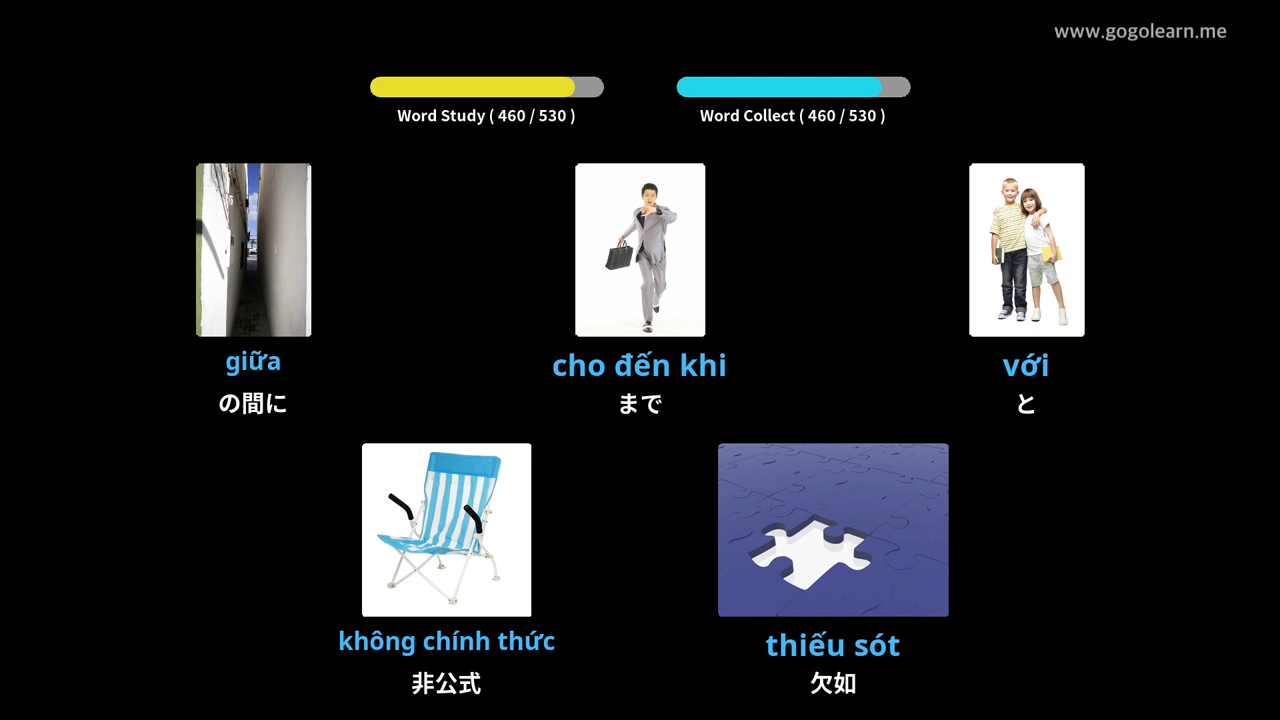 www.gogolearn.me
Word Study ( 460 / 530 )
Word Collect ( 460 / 530 )
giữa
の間に
cho đến khi
まで
với
と
không chính thức
非公式
thiếu sót
欠如